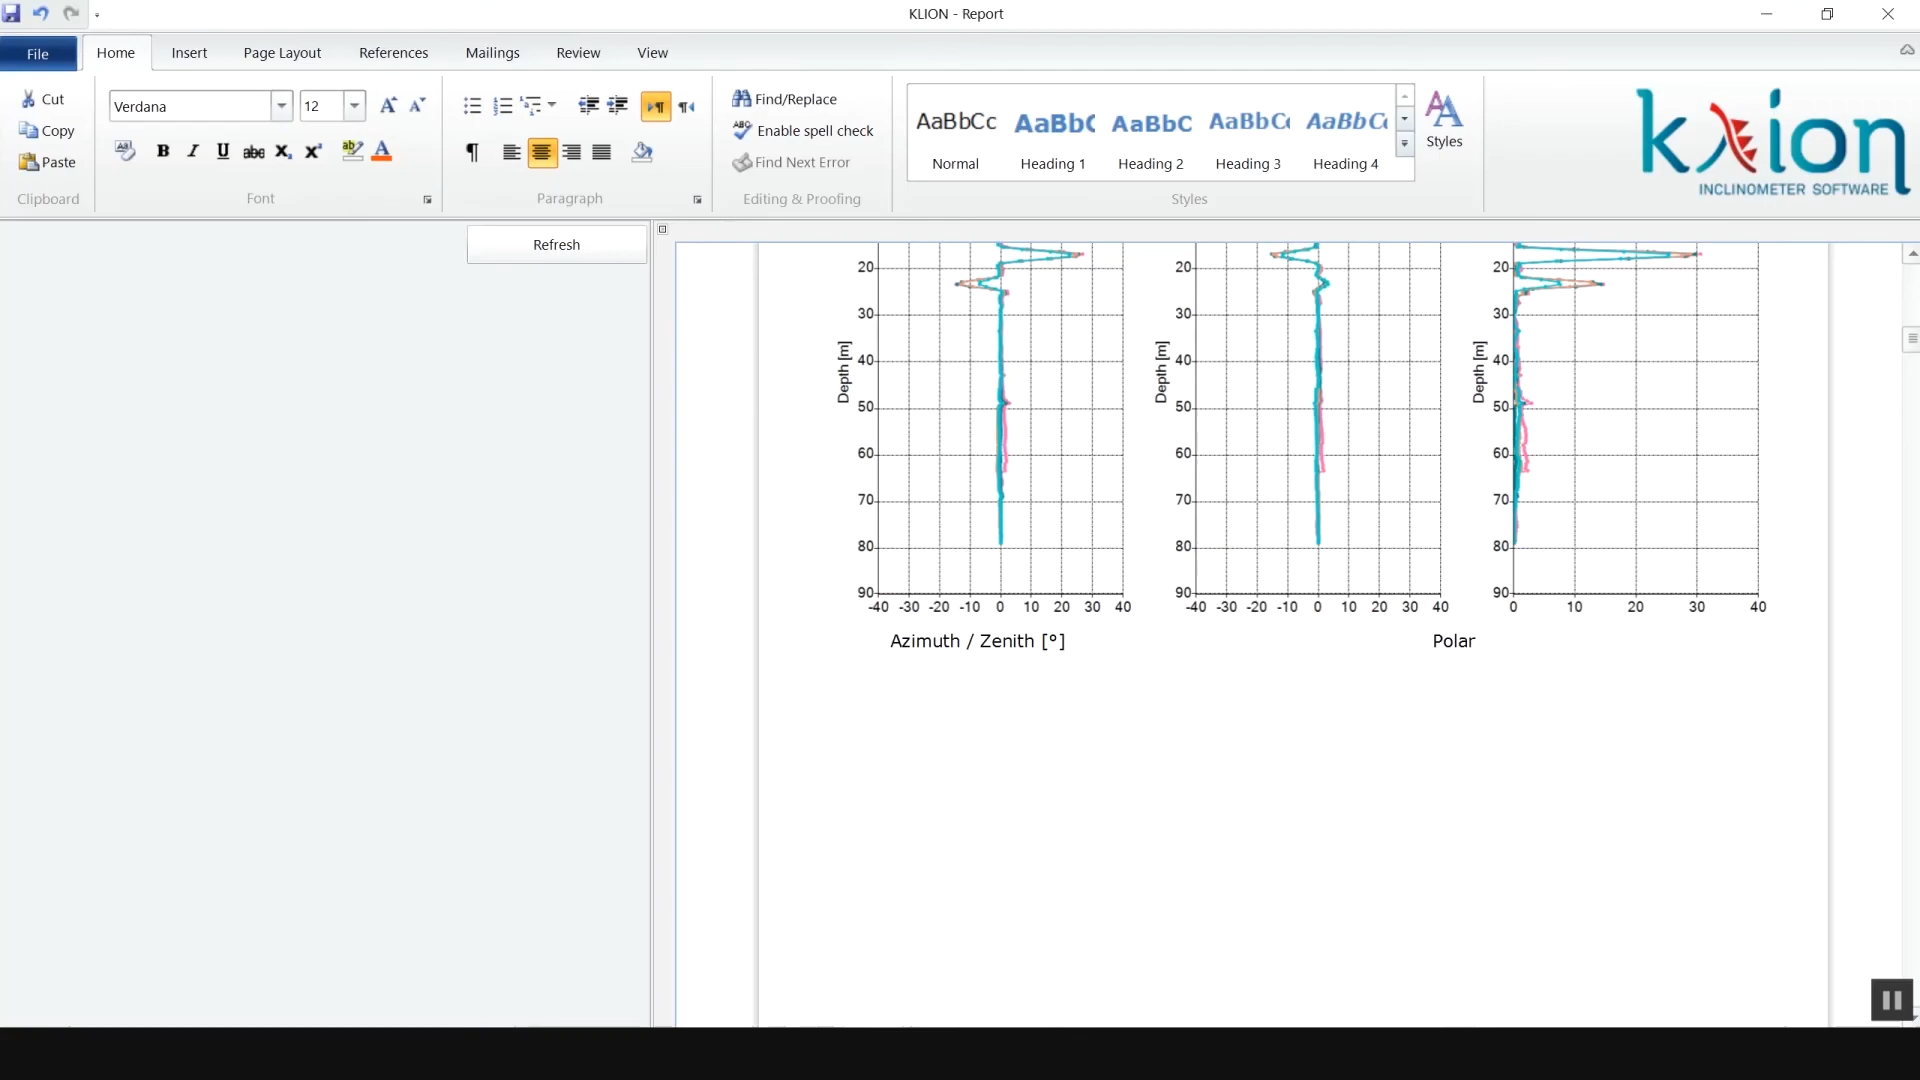 KLION - Report
File Home Insert Page Layout References Mailings Review View
Cut
Copy
Paste
Clipboard
Verdana 12
B I U abc X₂ X²
Font
Paragraph
Find/Replace
Enable spell check
Find Next Error
Editing & Proofing
AaBbCc AaBbC AaBbC AaBbCc AaBbCc
Normal Heading 1 Heading 2 Heading 3 Heading 4
Styles
Styles
klion
INCLINOMETER SOFTWARE
Refresh
20
30
40
50
60
70
80
90
Depth [m]
-40 -30 -20 -10 0 10 20 30 40
20
30
40
50
60
70
80
90
Depth [m]
-40 -30 -20 -10 0 10 20 30 40
20
30
40
50
60
70
80
90
Depth [m]
0 10 20 30 40
Azimuth / Zenith [°]
Polar